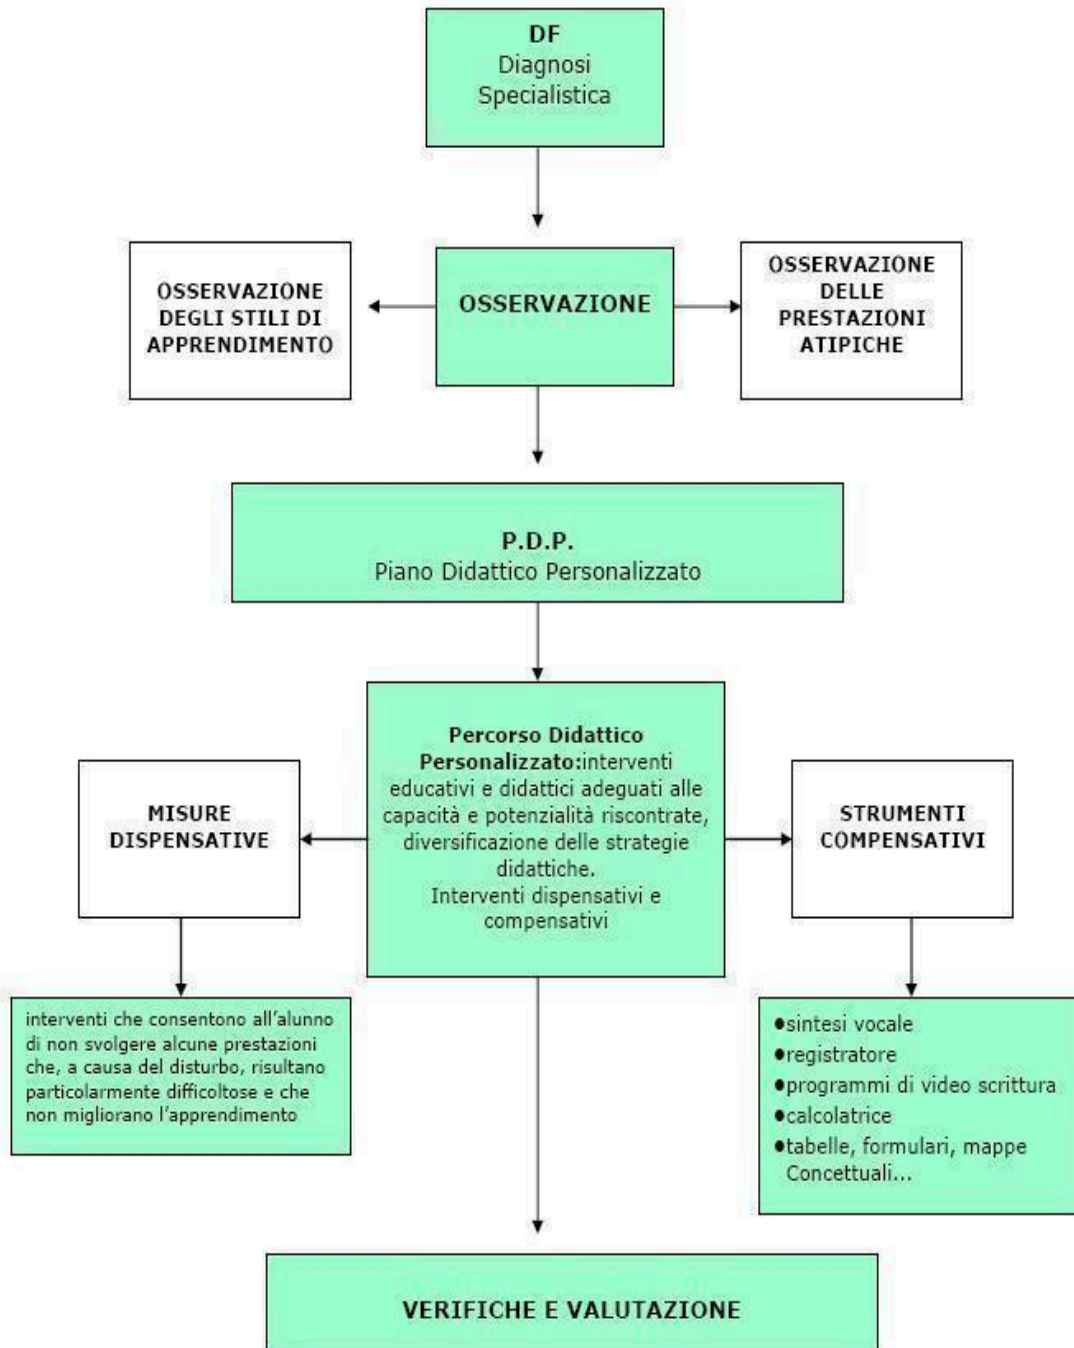 DF
Diagnosi
Specialistica
OSSERVAZIONE
DEGLI STILI DI
APPRENDIMENTO
OSSERVAZIONE
OSSERVAZIONE
DELLE
PRESTAZIONI
ATIPICHE
P.D.P.
Piano Didattico Personalizzato
Percorso Didattico
Personalizzato:interventi
educativi e didattici adeguati alle
capacità e potenzialità riscontrate,
diversificazione delle strategie
didattiche.
Interventi dispensativi e
compensativi
MISURE
DISPENSATIVE
STRUMENTI
COMPENSATIVI
interventi che consentono all'alunno
di non svolgere alcune prestazioni
che, a causa del disturbo, risultano
particolarmente difficoltose e che
non migliorano l'apprendimento
●sintesi vocale
●registratore
●programmi di video scrittura
●calcolatrice
●tabelle, formulari, mappe
Concettuali...
VERIFICHE E VALUTAZIONE